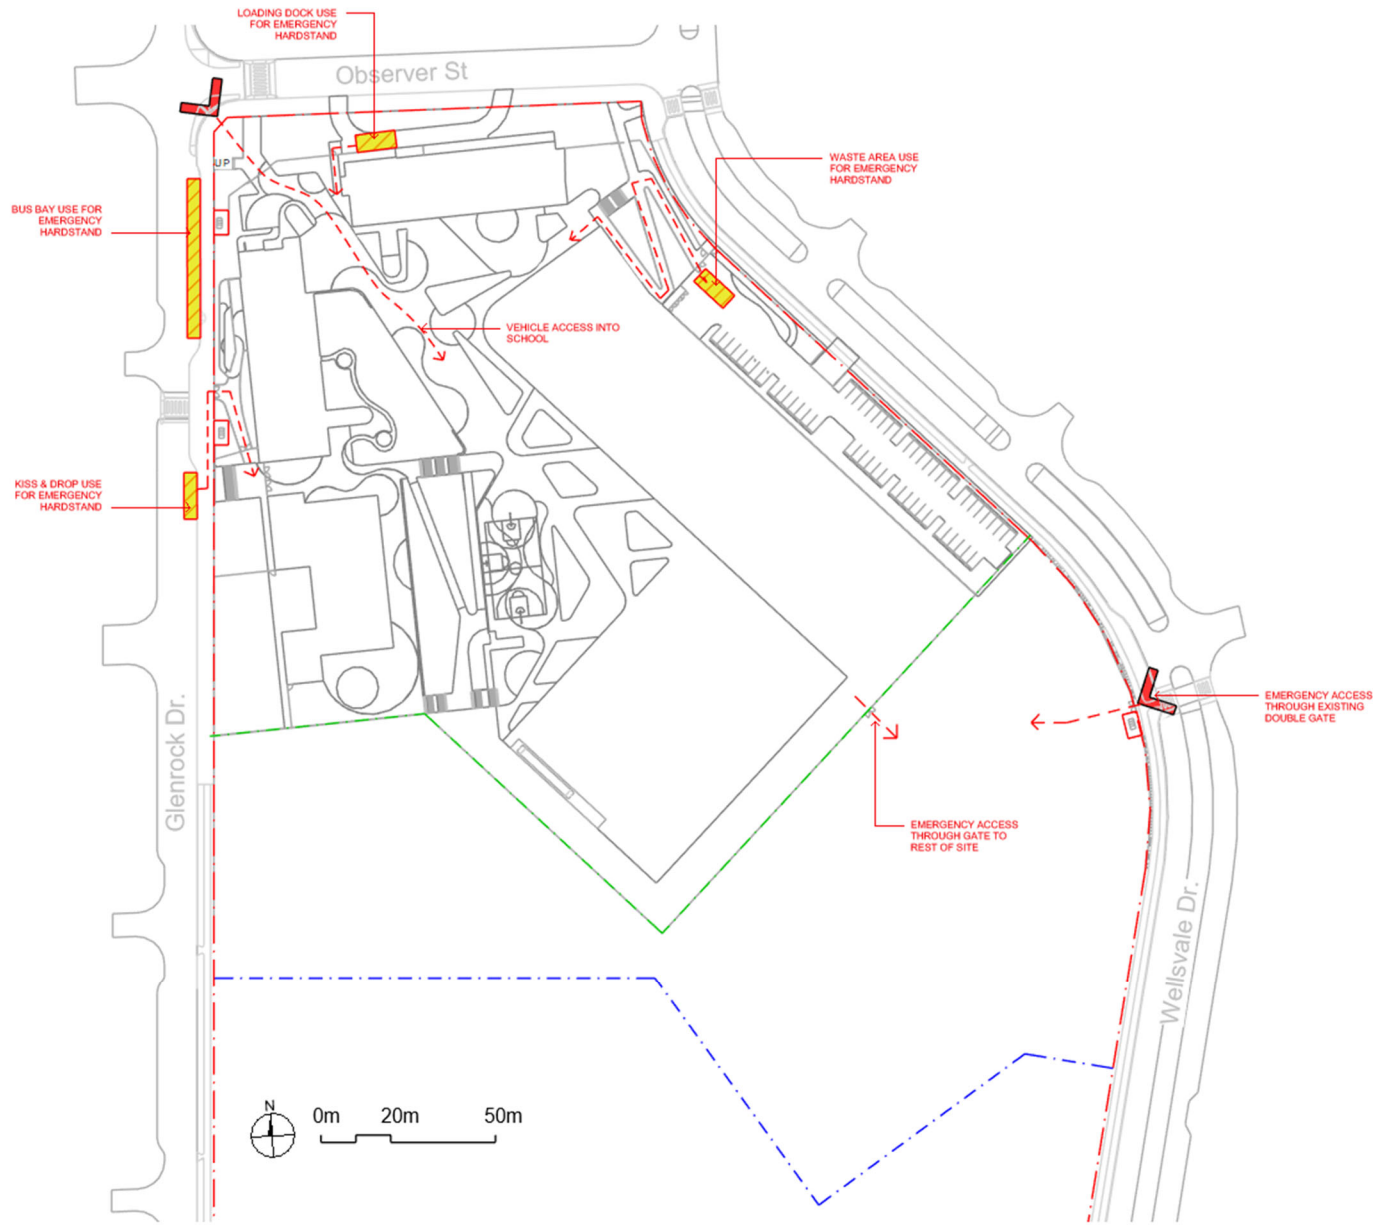 LOADING DOCK USE
FOR EMERGENCY
HARDSTAND
Observer St
WASTE AREA USE
FOR EMERGENCY
HARDSTAND
UP
BUS BAY USE FOR
EMERGENCY
HARDSTAND
VEHICLE ACCESS INTO
SCHOOL
KISS & DROP USE
FOR EMERGENCY
HARDSTAND
EMERGENCY ACCESS
THROUGH EXISTING
DOUBLE GATE
Glenrock Dr.
EMERGENCY ACCESS
THROUGH GATE TO
REST OF SITE
Wellsvale Dr.
N
0m 20m 50m